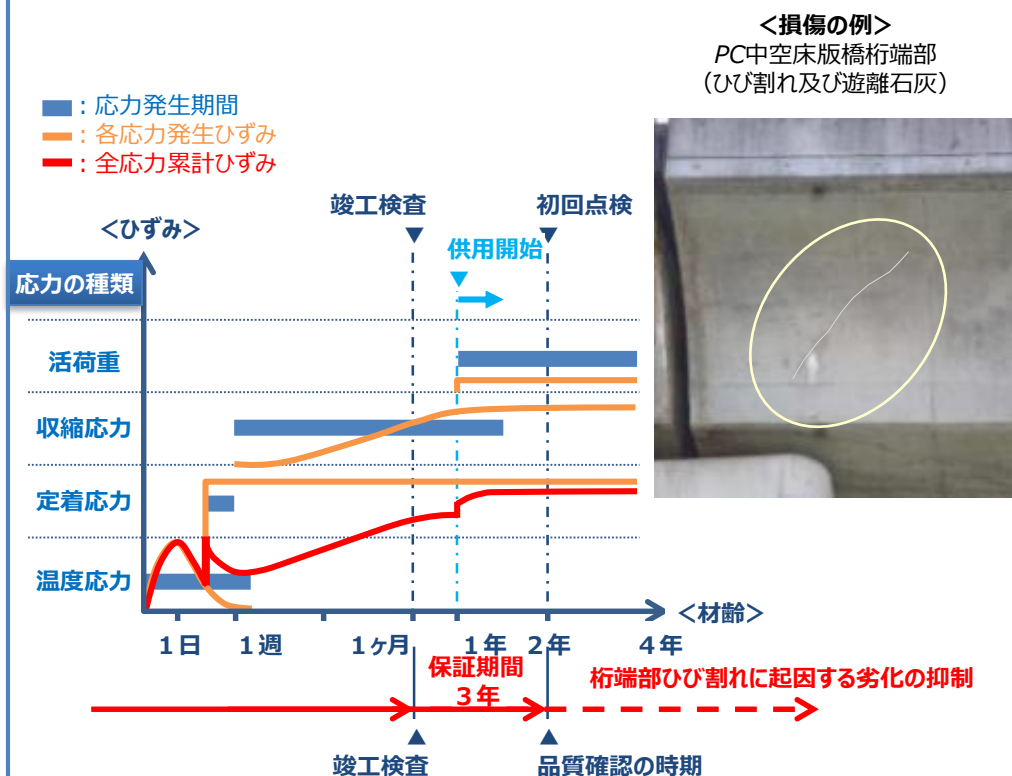 <損傷の例>
PC中空床版橋桁端部
（ひび割れ及び遊離石灰）
：応力発生期間
：各応力発生ひずみ
：全応力累計ひずみ
竣工検査
初回点検
<ひずみ>
供用開始
応力の種類
活荷重
収縮応力
定着応力
温度応力
<材齢>
１日
１週
１ヶ月
１年
２年
４年
保証期間
３年
桁端部ひび割れに起因する劣化の抑制
竣工検査
品質確認の時期